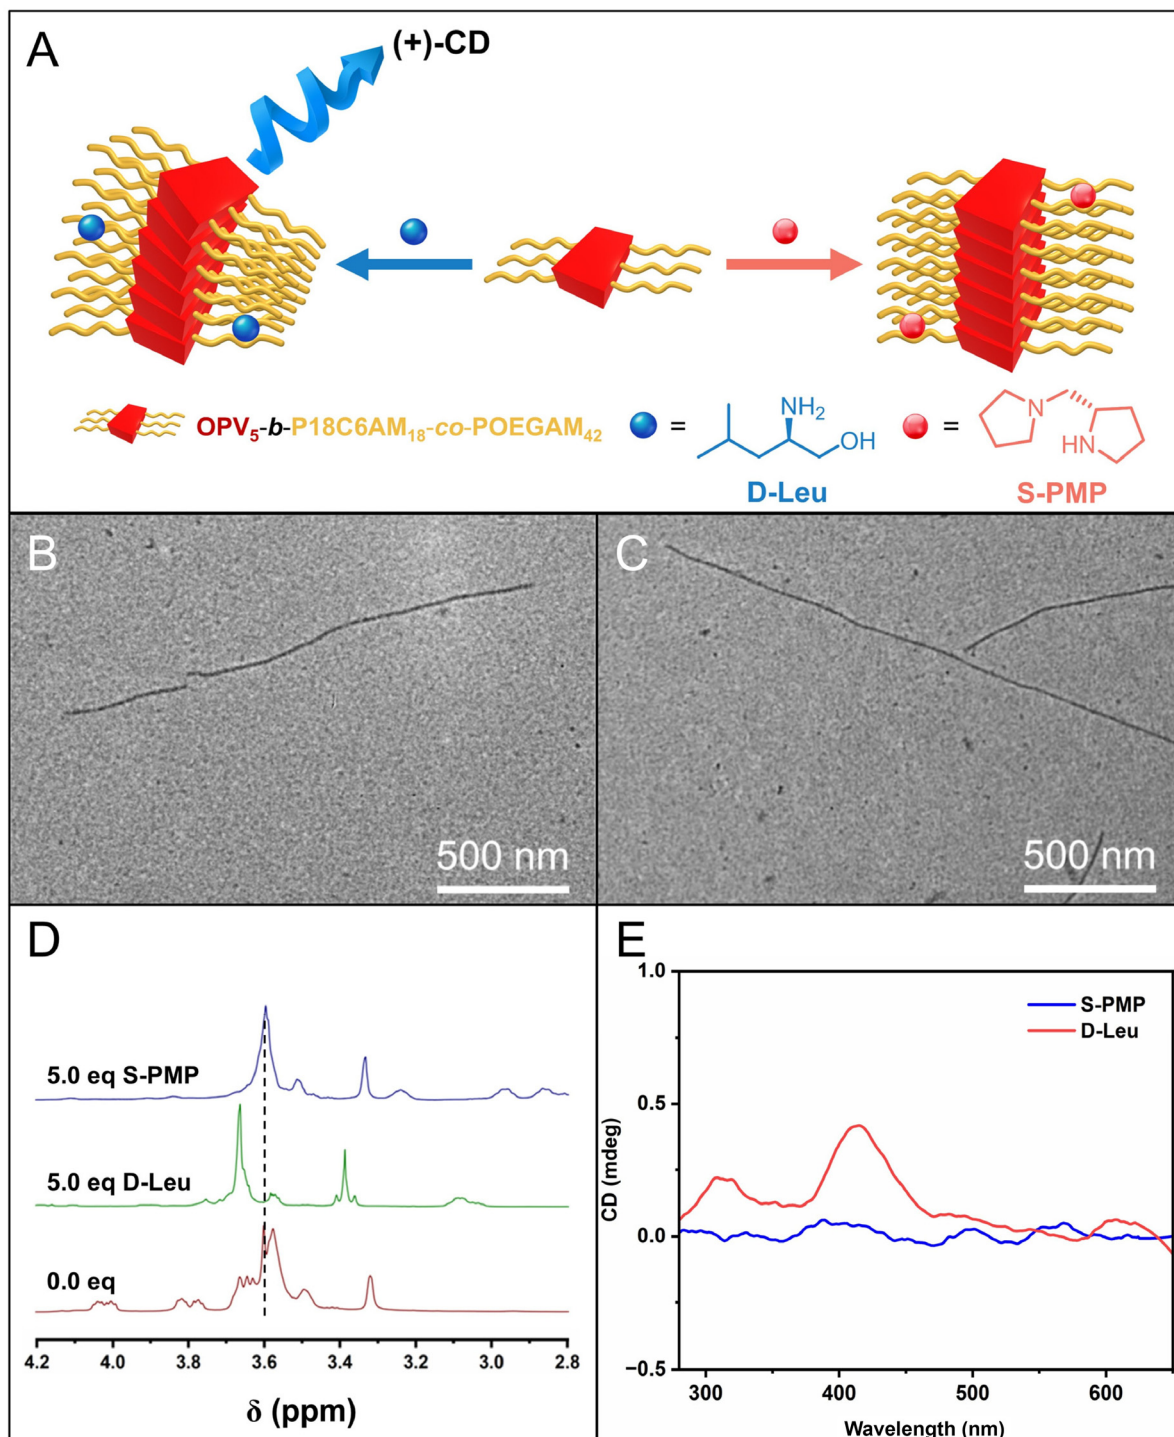 A
(+)-CD
OPV5-b-P18C6AM18-co-POEGAM42
=
NH2
OH
D-Leu
=
N
HN
S-PMP
B
500 nm
C
500 nm
D
5.0 eq S-PMP
5.0 eq D-Leu
0.0 eq
4.2 4.0 3.8 3.6 3.4 3.2 3.0 2.8
δ (ppm)
E
1.0
0.5
0.0
−0.5
CD (mdeg)
S-PMP
D-Leu
300 400 500 600
Wavelength (nm)